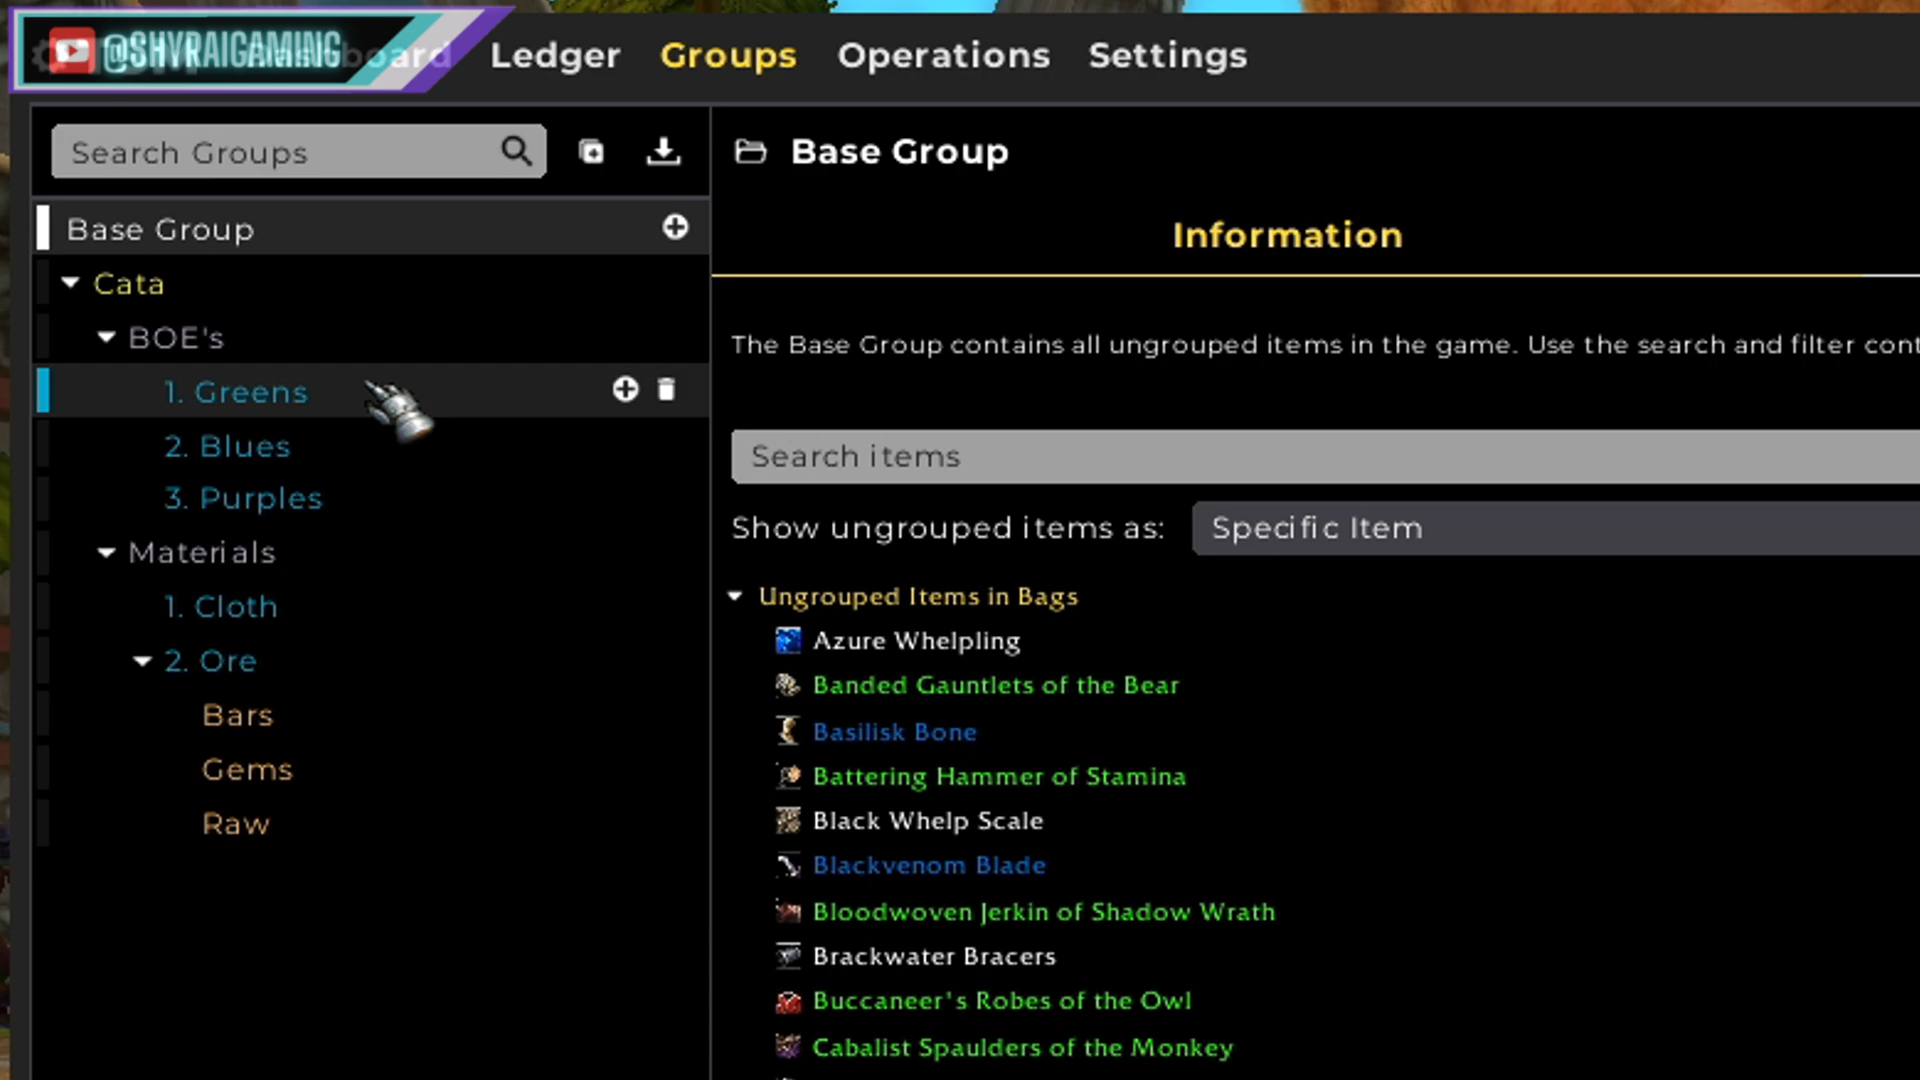 @SHYRAIGAMING
Dashboard
Ledger
Groups
Operations
Settings
Search Groups
Base Group
Cata
BOE's
1. Greens
2. Blues
3. Purples
Materials
1. Cloth
2. Ore
Bars
Gems
Raw
Base Group
Information
The Base Group contains all ungrouped items in the game. Use the search and filter cont
Search items
Show ungrouped items as:
Specific Item
Ungrouped Items in Bags
Azure Whelpling
Banded Gauntlets of the Bear
Basilisk Bone
Battering Hammer of Stamina
Black Whelp Scale
Blackvenom Blade
Bloodwoven Jerkin of Shadow Wrath
Brackwater Bracers
Buccaneer's Robes of the Owl
Cabalist Spaulders of the Monkey